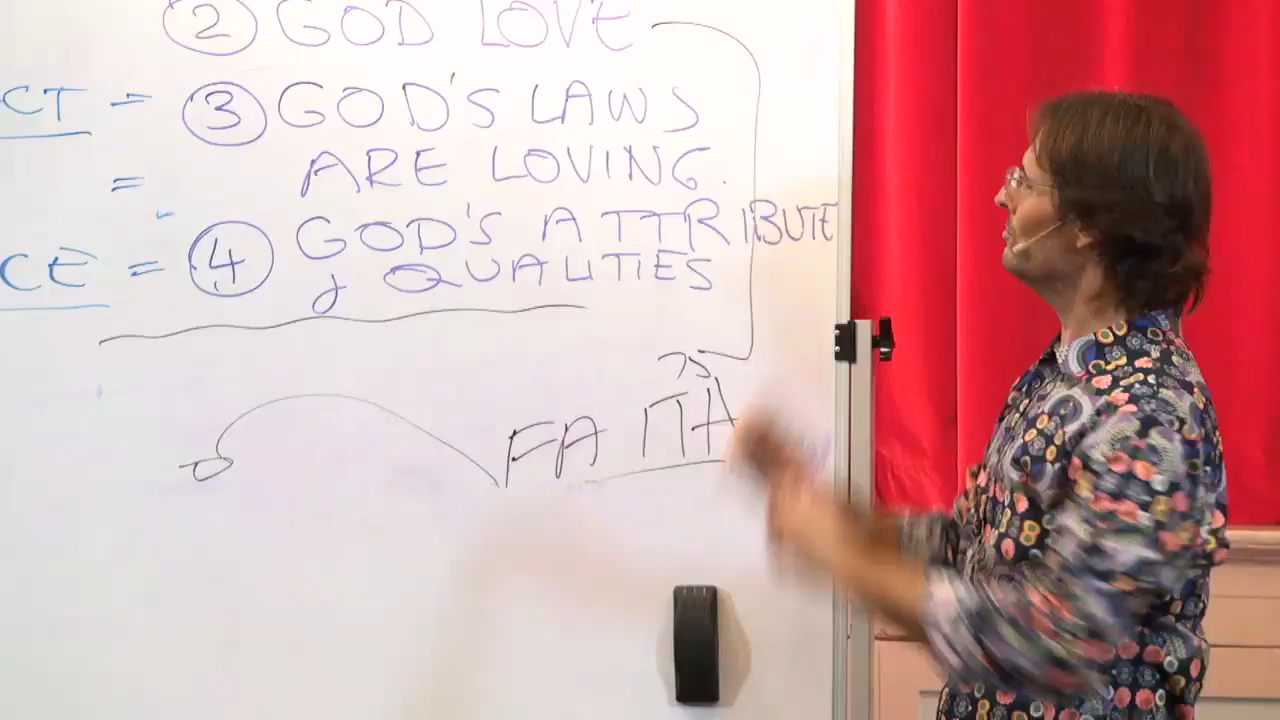 ② GOD LOVE
CT = ③ GOD'S LAWS
= ARE LOVING.
CE = ④ GOD'S ATTRIBUTE
& QUALITIES
FAITH